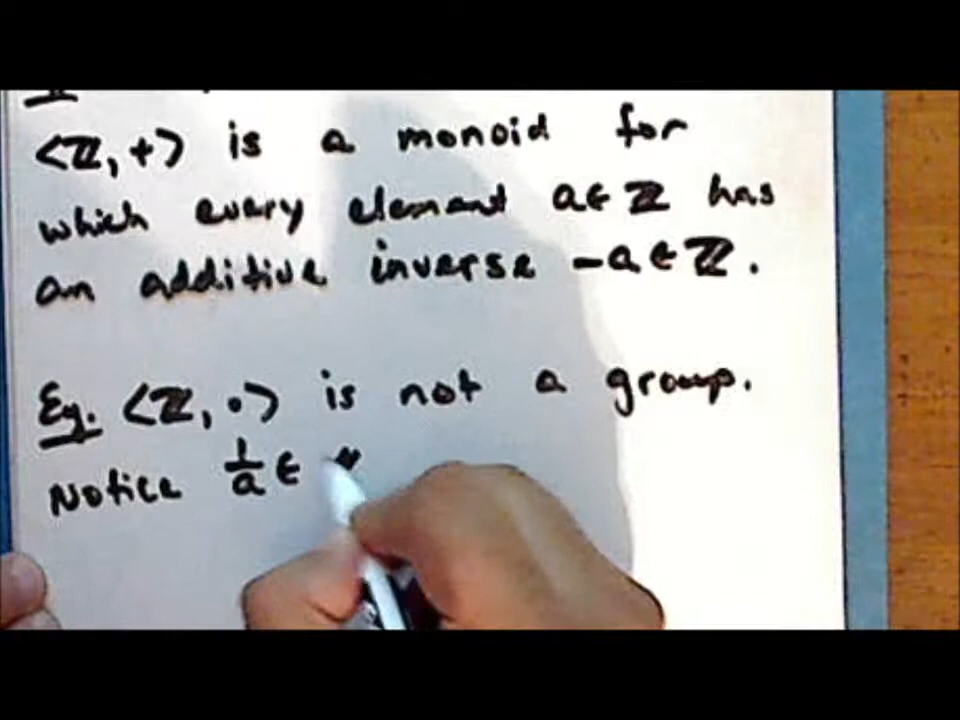 <ℤ, +> is a monoid for
which every element a ∈ ℤ has
an additive inverse -a ∈ ℤ.
Eg. <ℤ, •> is not a group.
Notice 1/a ∈